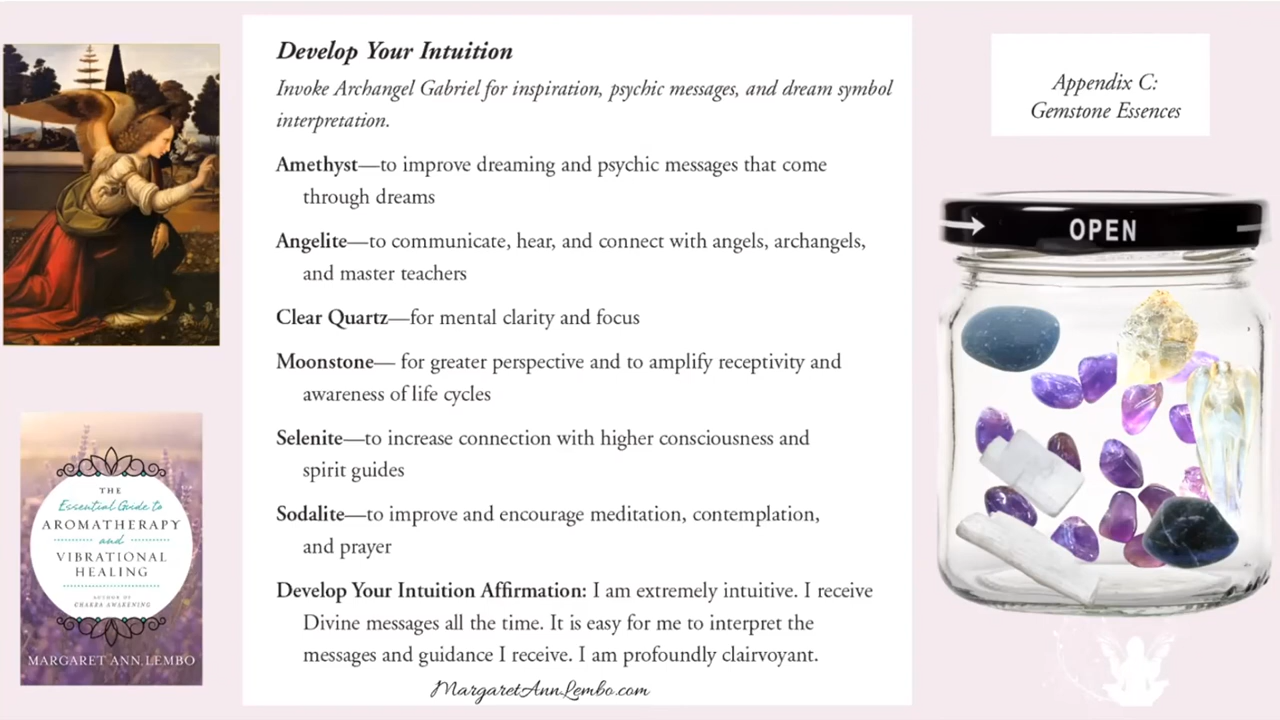 Develop Your Intuition
Invoke Archangel Gabriel for inspiration, psychic messages, and dream symbol
interpretation.
Amethyst—to improve dreaming and psychic messages that come
through dreams
Angelite—to communicate, hear, and connect with angels, archangels,
and master teachers
Clear Quartz—for mental clarity and focus
Moonstone— for greater perspective and to amplify receptivity and
awareness of life cycles
Selenite—to increase connection with higher consciousness and
spirit guides
Sodalite—to improve and encourage meditation, contemplation,
and prayer
Develop Your Intuition Affirmation: I am extremely intuitive. I receive
Divine messages all the time. It is easy for me to interpret the
messages and guidance I receive. I am profoundly clairvoyant.
MargaretAnnLembo.com
Appendix C:
Gemstone Essences
OPEN
THE
Essential Guide to
AROMATHERAPY
and
VIBRATIONAL
HEALING
AUTHOR OF
CHAKRA AWAKENING
MARGARET ANN LEMBO